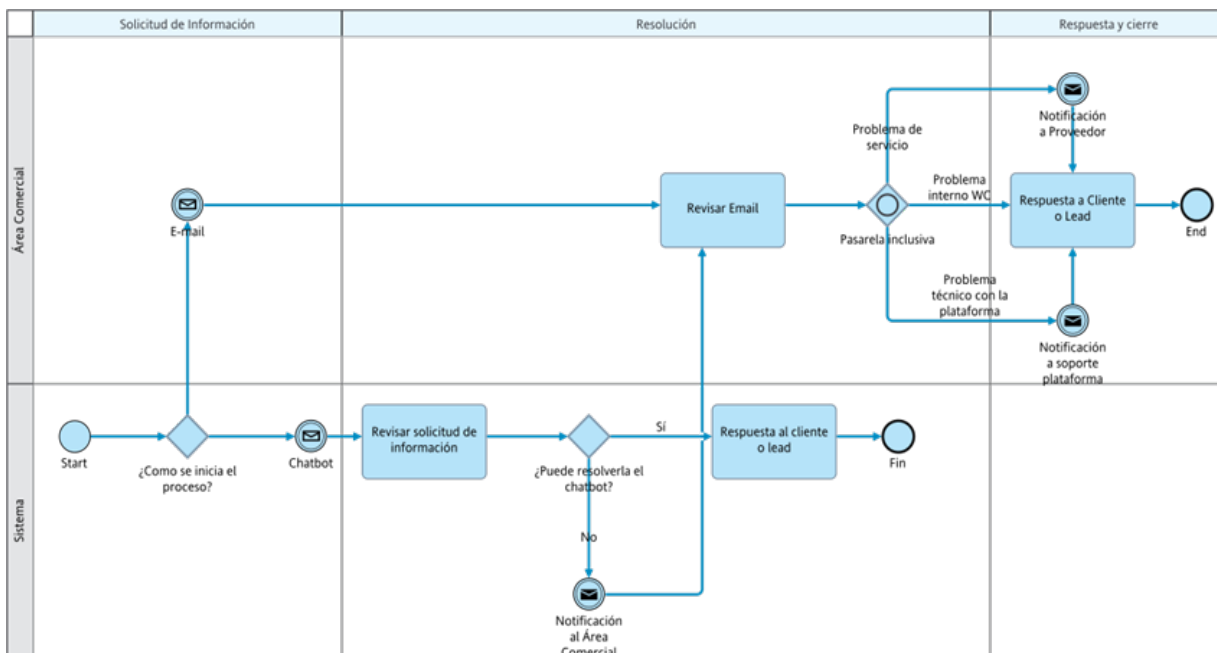 Solicitud de Información
Resolución
Respuesta y cierre
Área Comercial
Notificación
a Proveedor
Problema de
servicio
Problema
interno WC
E-mail
Revisar Email
Pasarela inclusiva
Respuesta a Cliente
o Lead
End
Problema
técnico con la
plataforma
Notificación
a soporte
plataforma
Sistema
Start
¿Como se inicia el
proceso?
Chatbot
Revisar solicitud de
información
¿Puede resolverla el
chatbot?
Sí
Respuesta al cliente
o lead
Fin
No
Notificación
al Área
Comercial